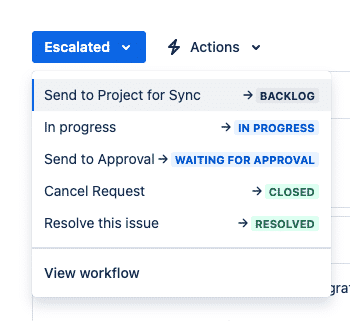 Escalated Actions
Send to Project for Sync → BACKLOG
In progress → IN PROGRESS
Send to Approval → WAITING FOR APPROVAL
Cancel Request → CLOSED
Resolve this issue → RESOLVED
View workflow